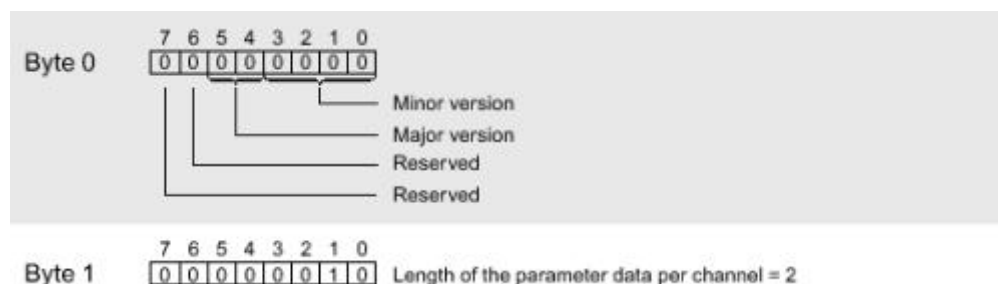 7 6 5 4 3 2 1 0
Byte 0 0 0 0 0 0 0 0 0
Minor version
Major version
Reserved
Reserved
7 6 5 4 3 2 1 0
Byte 1 0 0 0 0 0 0 1 0 Length of the parameter data per channel = 2